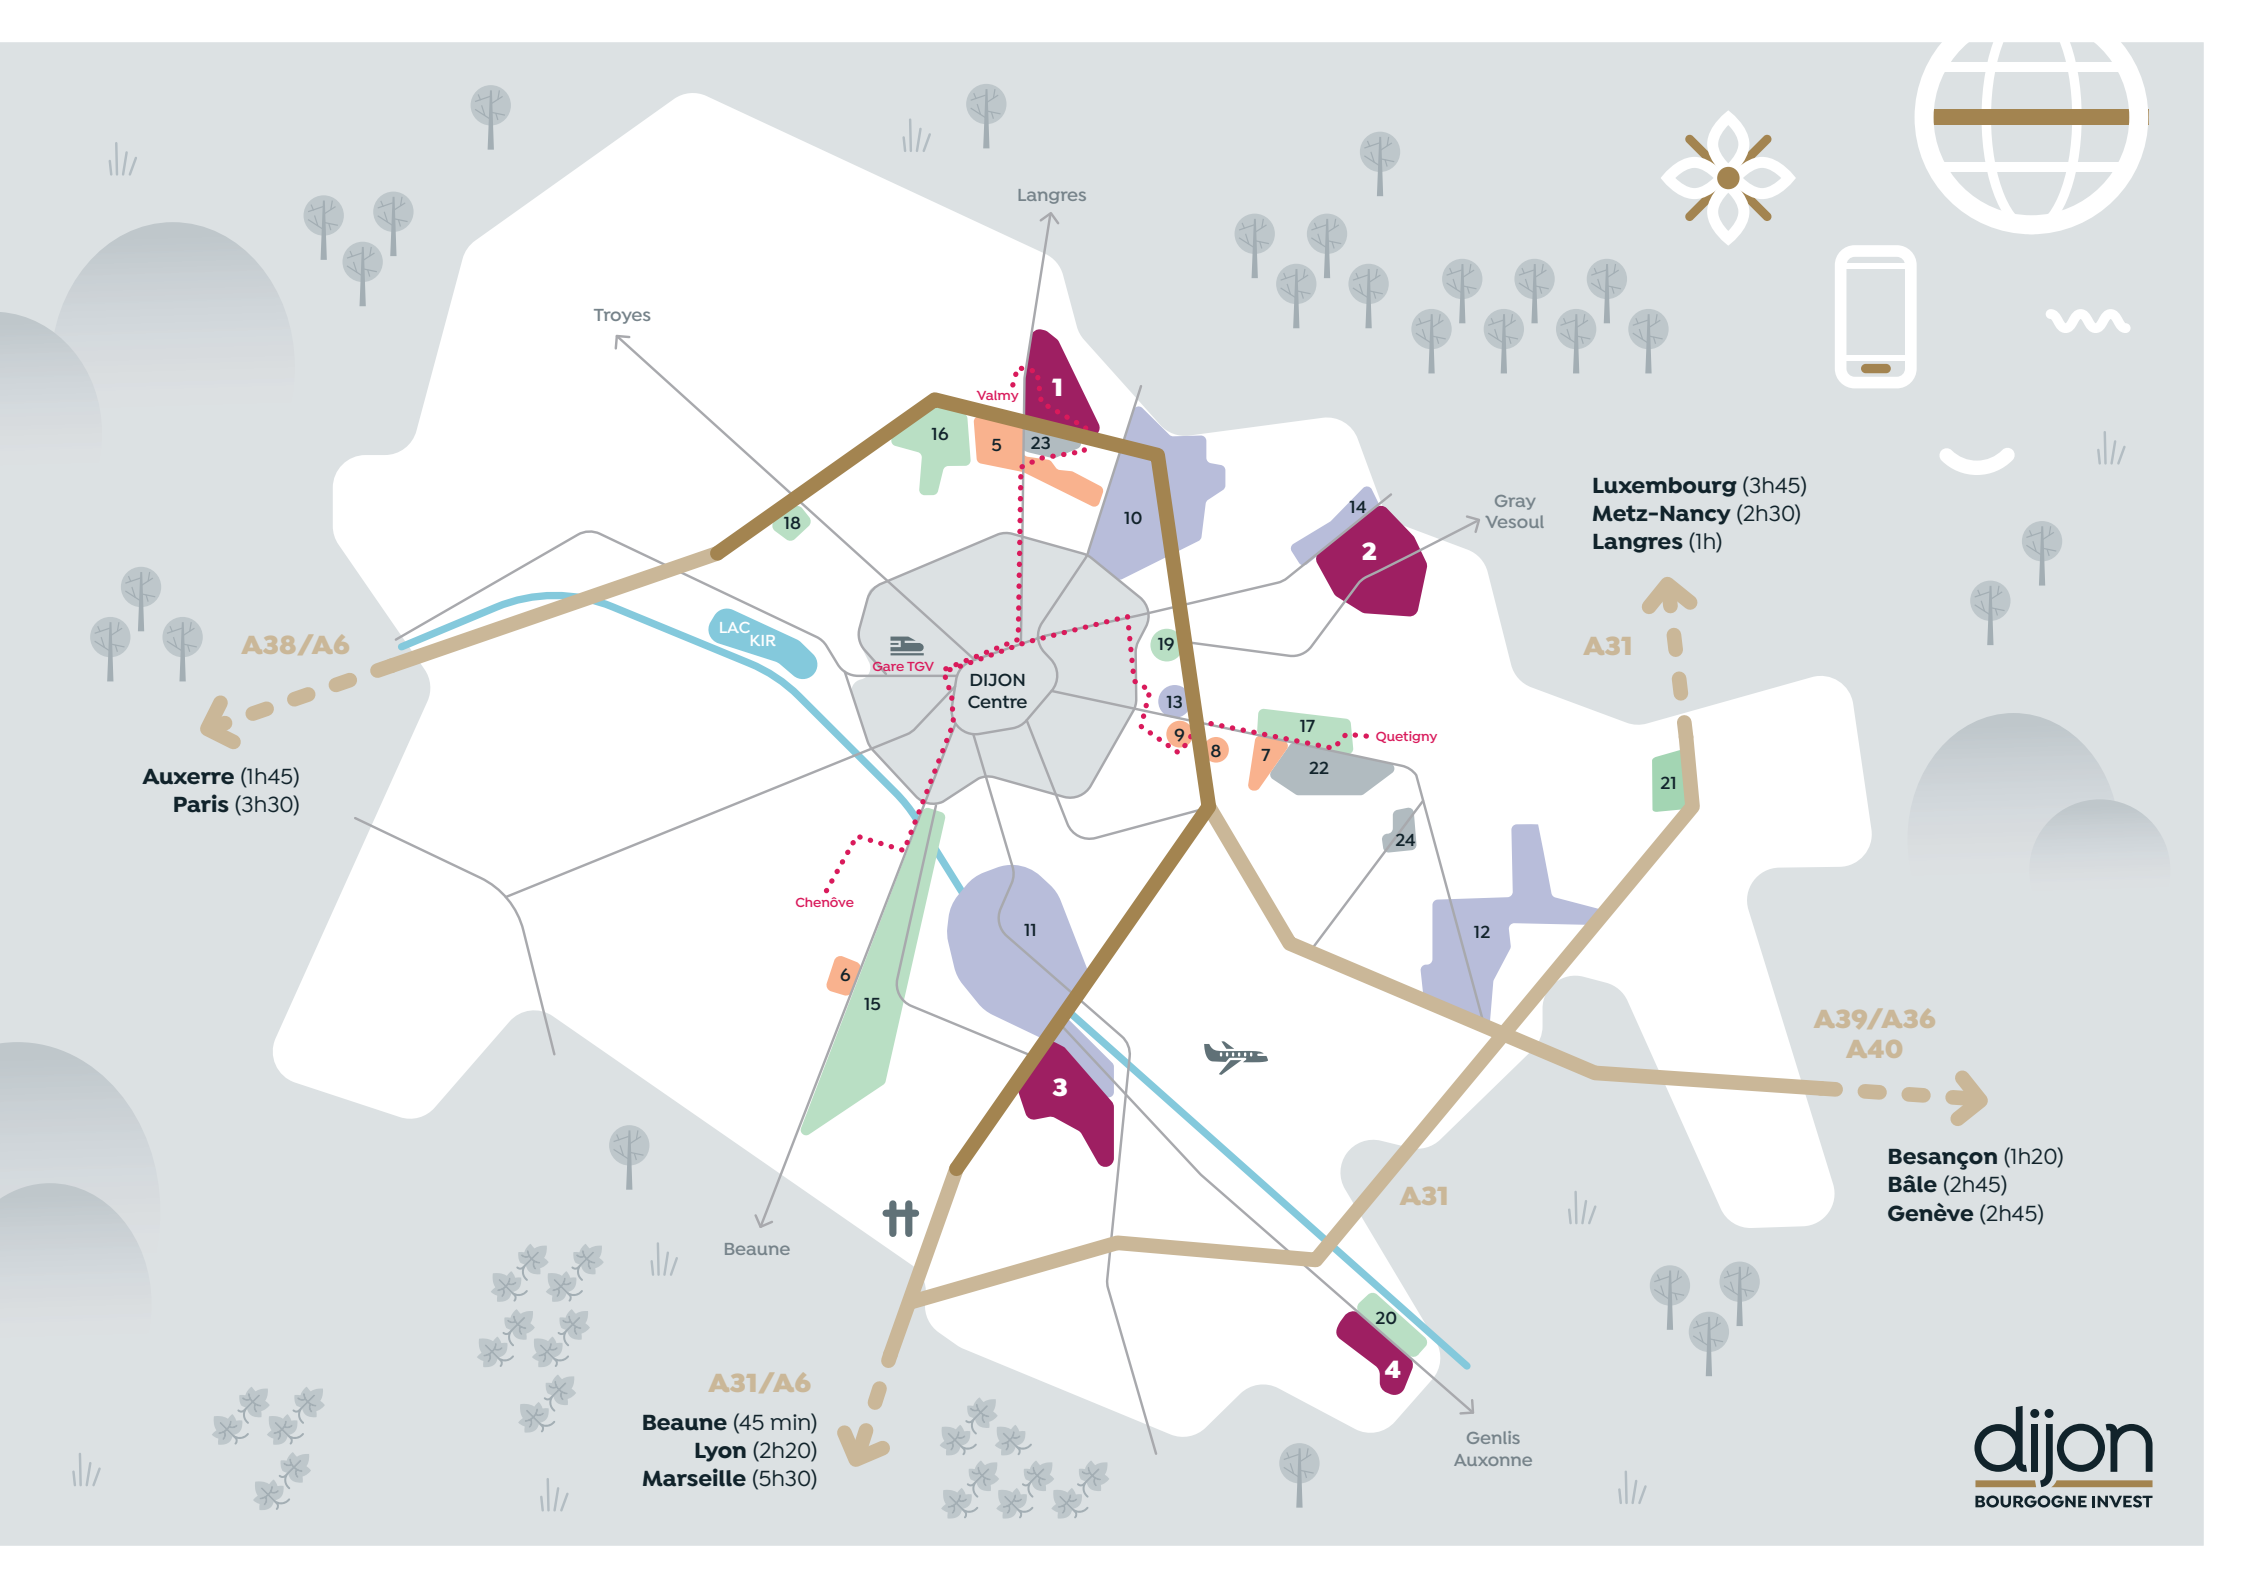 Langres
Troyes
1
Valmy
16
5
23
18
10
14
2
Gray
Vesoul
Luxembourg (3h45)
Metz-Nancy (2h30)
Langres (1h)
A38/A6
LAC
KIR
Gare TGV
DIJON
Centre
19
A31
13
17
9
8
7
Quetigny
22
21
Auxerre (1h45)
Paris (3h30)
24
Chenôve
11
12
6
15
A39/A36
A40
3
Besançon (1h20)
Bâle (2h45)
Genève (2h45)
A31
Beaune
20
4
A31/A6
Beaune (45 min)
Lyon (2h20)
Marseille (5h30)
Genlis
Auxonne
dijon
BOURGOGNE INVEST